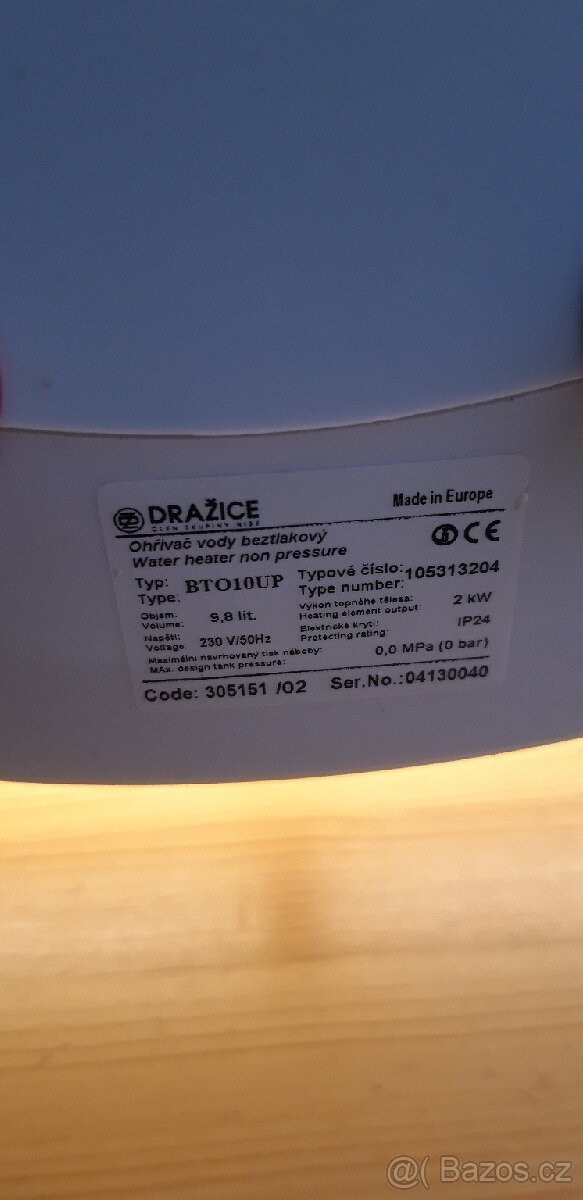 DRAŽICE
ČLEN SKUPINY NIBE
Made in Europe
Ohřívač vody beztlakový
Water heater non pressure
CE
Typ:
Type:
BTO10UP
Typové číslo:
Type number:
105313204
Objem:
Volume:
9,8 lit.
Výkon topného tělesa:
Heating element output:
2 kW
Napětí:
Voltage
230 V/50Hz
Elektrické krytí:
Protecting rating:
IP24
Maximální navrhovaný tlak nádoby:
MAx. design tank pressure:
0,0 MPa (0 bar)
Code: 305151 /02
Ser.No.:04130040
@( Bazos.cz